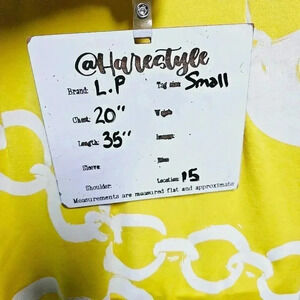 @Harestyle
Brand: L.P Tag size: Small
Chest: 20" Waist:
Length: 35" Inseam:
Sleeve: Rise:
Shoulder: Location: 15
Measurements are measured flat and approximate